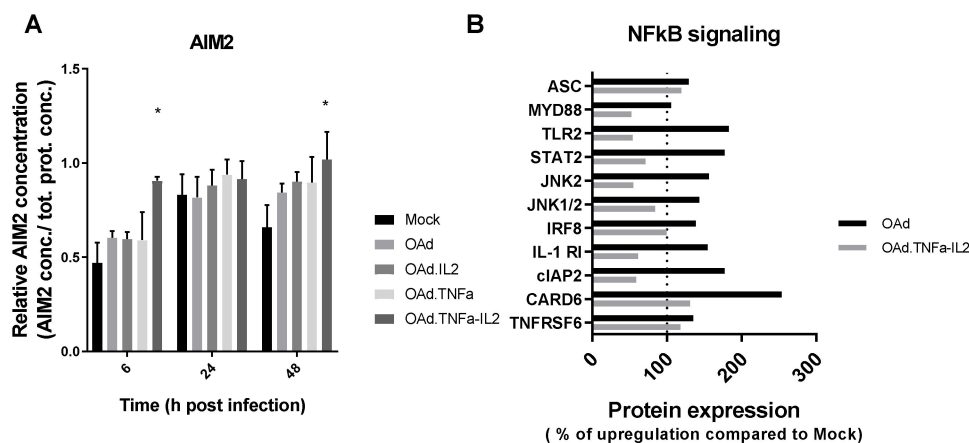 A
AIM2
Relative AIM2 concentration
(AIM2 conc./ tot. prot. conc.)
1.5
1.0
0.5
0.0
*
*
6
24
48
Time (h post infection)
Mock
OAd
OAd.IL2
OAd.TNFa
OAd.TNFa-IL2
B
NFkB signaling
ASC
MYD88
TLR2
STAT2
JNK2
JNK1/2
IRF8
IL-1 RI
cIAP2
CARD6
TNFRSF6
0
100
200
300
Protein expression
( % of upregulation compared to Mock)
OAd
OAd.TNFa-IL2